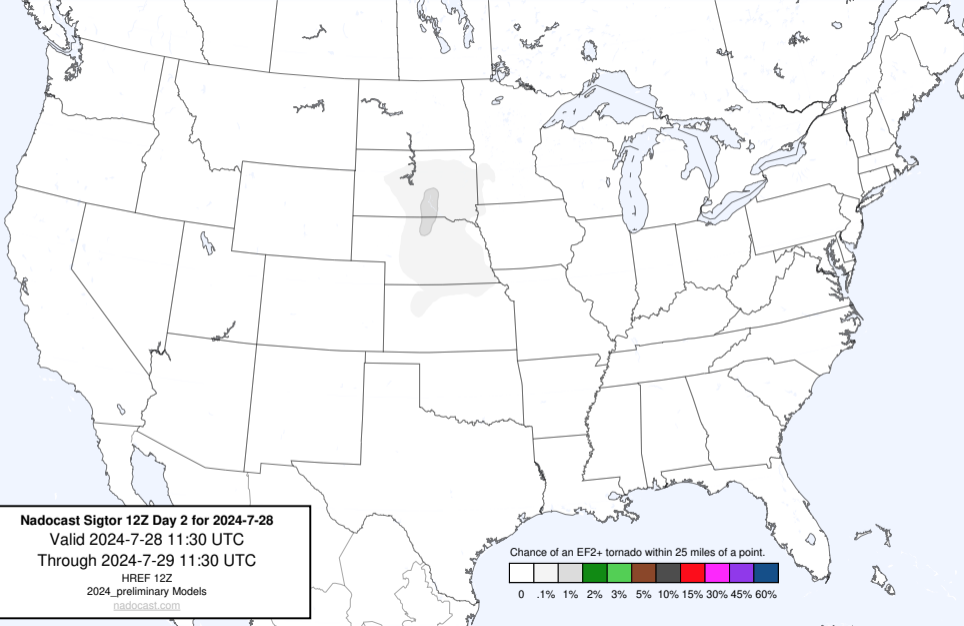 Nadocast Sigtor 12Z Day 2 for 2024-7-28
Valid 2024-7-28 11:30 UTC
Through 2024-7-29 11:30 UTC
HREF 12Z
2024_preliminary Models
nadocast.com
Chance of an EF2+ tornado within 25 miles of a point.
0 .1% 1% 2% 3% 5% 10% 15% 30% 45% 60%